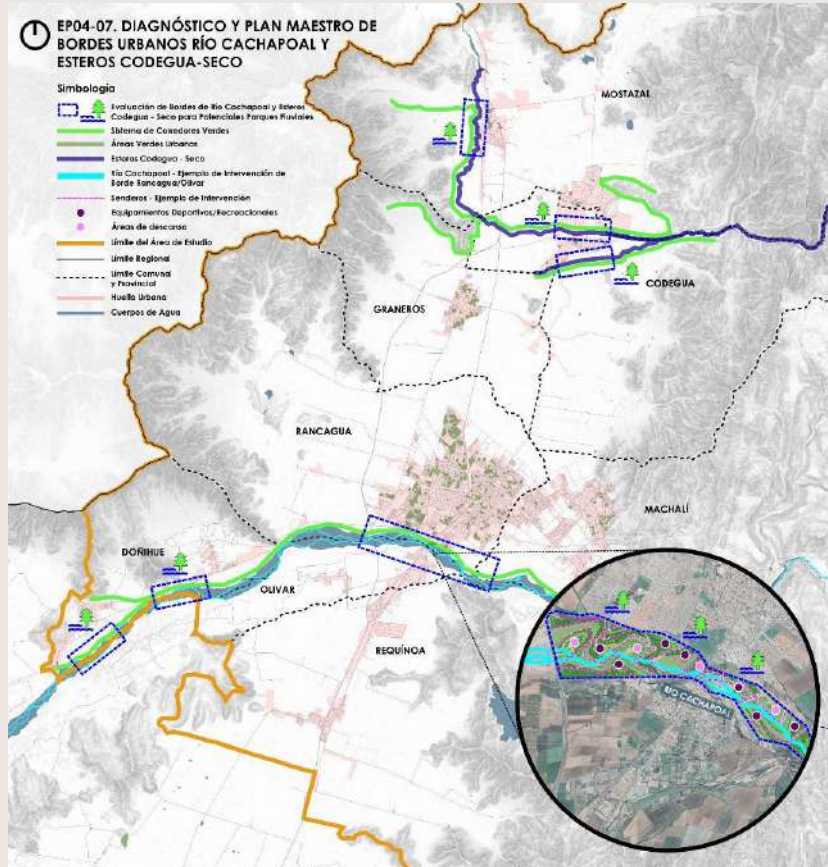 EP04-07. DIAGNÓSTICO Y PLAN MAESTRO DE
BORDES URBANOS RÍO CACHAPOAL Y
ESTEROS CODEGUA-SECO
Simbología
Evaluación de Bordes de Río Cachapoal y Esteros
Codegua - Seco para Potenciales Parques Fluviales
Sistema de Corredores Verdes
Áreas Verdes Urbanas
Esteros Codegua - Seco
Río Cachapoal - Ejemplo de Intervención de
Borde Rancagua/Olivar
Senderos - Ejemplo de Intervención
Equipamientos Deportivos/Recreacionales
Áreas de descanso
Límite del Área de Estudio
Límite Regional
Límite Comunal
y Provincial
Huella Urbana
Cuerpos de Agua
MOSTAZAL
CODEGUA
GRANEROS
RANCAGUA
MACHALÍ
DOÑIHUE
OLIVAR
REQUÍNOA
RÍO CACHAPOAL